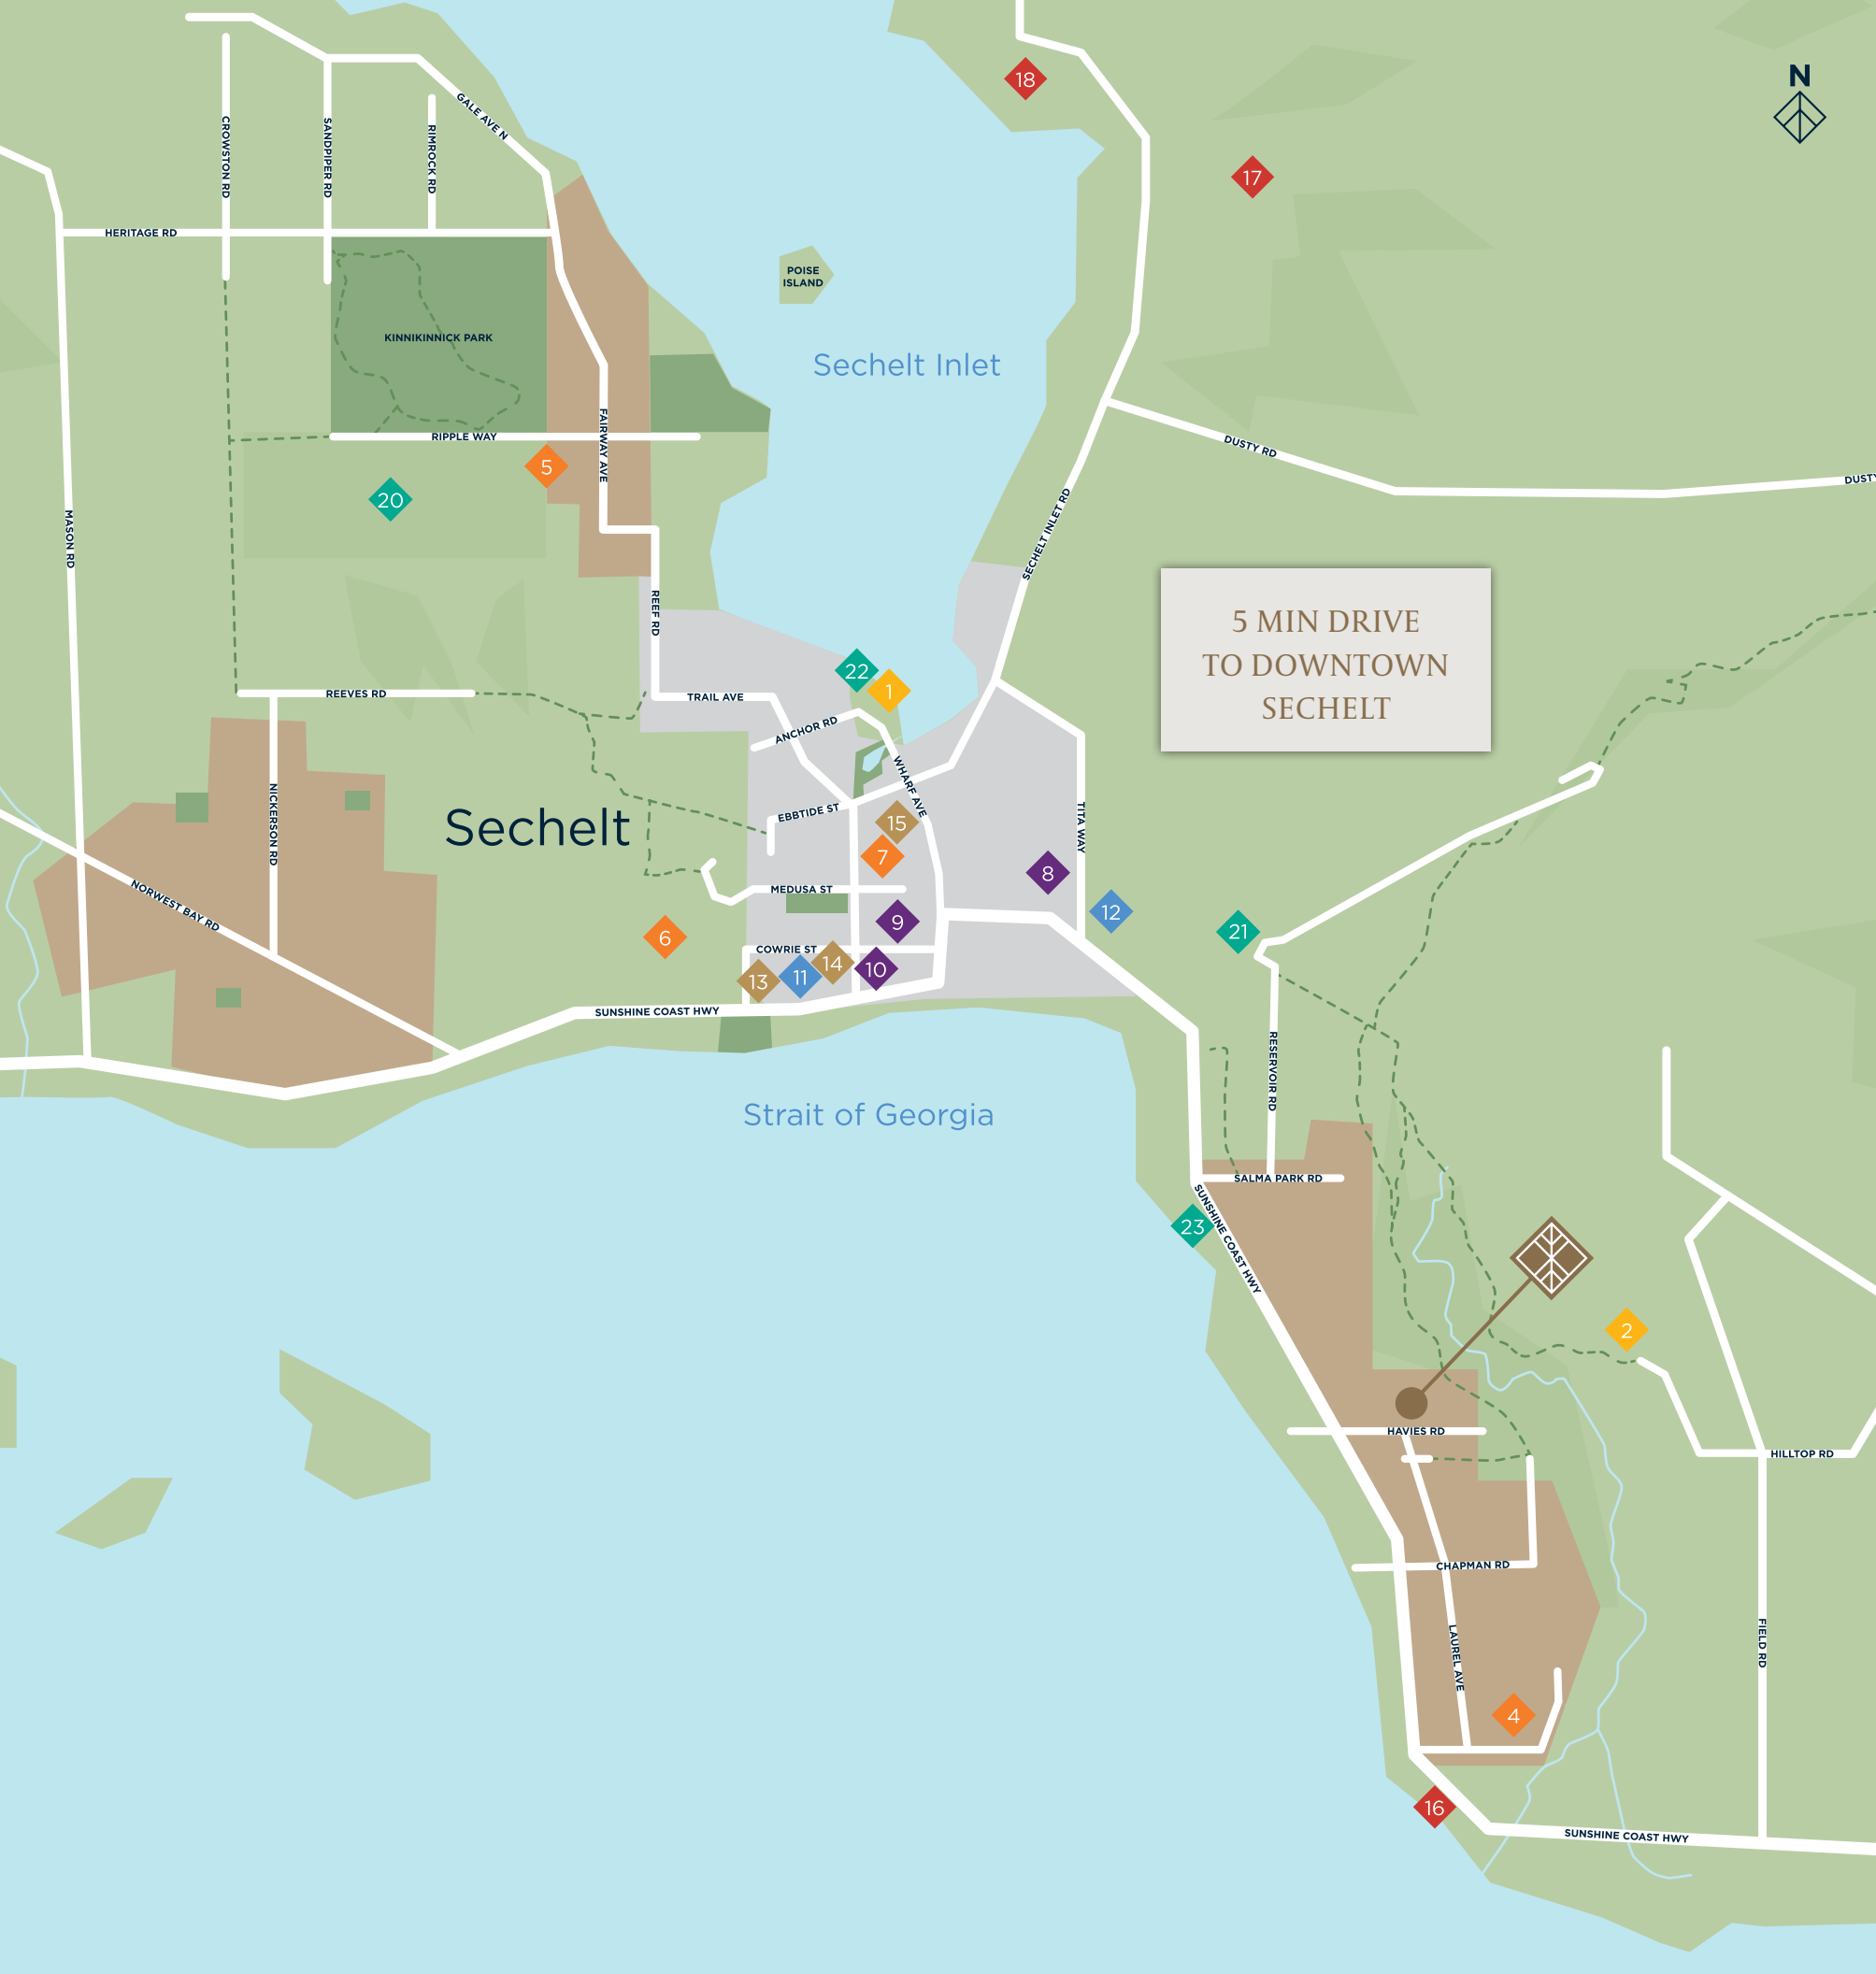 N
18
17
GALE AVE N
CROWSTON RD
SANDPIPER RD
RIMROCK RD
HERITAGE RD
POISE
ISLAND
KINNIKINNICK PARK
Sechelt Inlet
RIPPLE WAY
FAIRWAY AVE
5
20
DUSTY RD
DUSTY
MASON RD
SECHELT INLET RD
REEF RD
5 MIN DRIVE
TO DOWNTOWN
SECHELT
22
1
REEVES RD
TRAIL AVE
ANCHOR RD
WHARF AVE
NICKERSON RD
Sechelt
EBBTIDE ST
15
7
TITA WAY
8
MEDUSA ST
NORWEST BAY RD
9
12
21
6
COWRIE ST
14
10
13
11
SUNSHINE COAST HWY
RESERVOIR RD
Strait of Georgia
SALMA PARK RD
23
SUNSHINE COAST HWY
2
HAVIES RD
HILLTOP RD
CHAPMAN RD
LAUREL AVE
FIELD RD
4
16
SUNSHINE COAST HWY